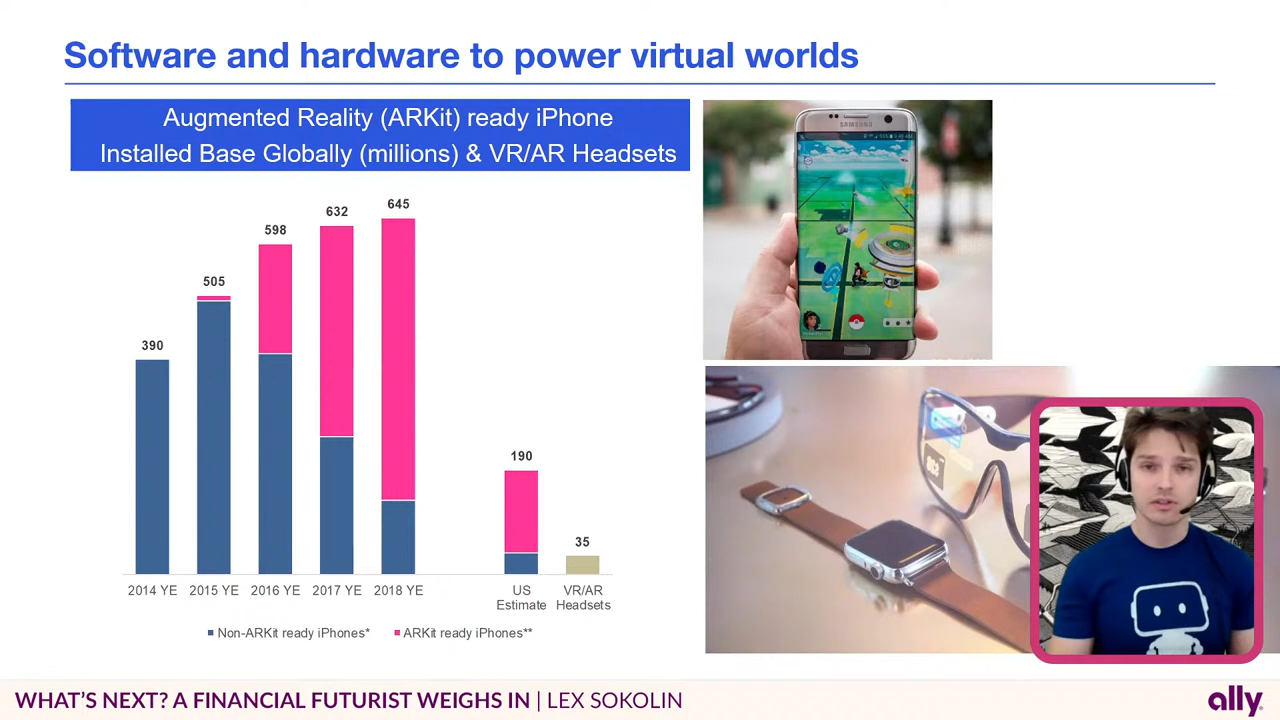 Software and hardware to power virtual worlds
Augmented Reality (ARKit) ready iPhone
Installed Base Globally (millions) & VR/AR Headsets
390
505
598
632
645
190
35
2014 YE
2015 YE
2016 YE
2017 YE
2018 YE
US
Estimate
VR/AR
Headsets
Non-ARKit ready iPhones*
ARKit ready iPhones**
SAMSUNG
WHAT'S NEXT? A FINANCIAL FUTURIST WEIGHS IN | LEX SOKOLIN
ally